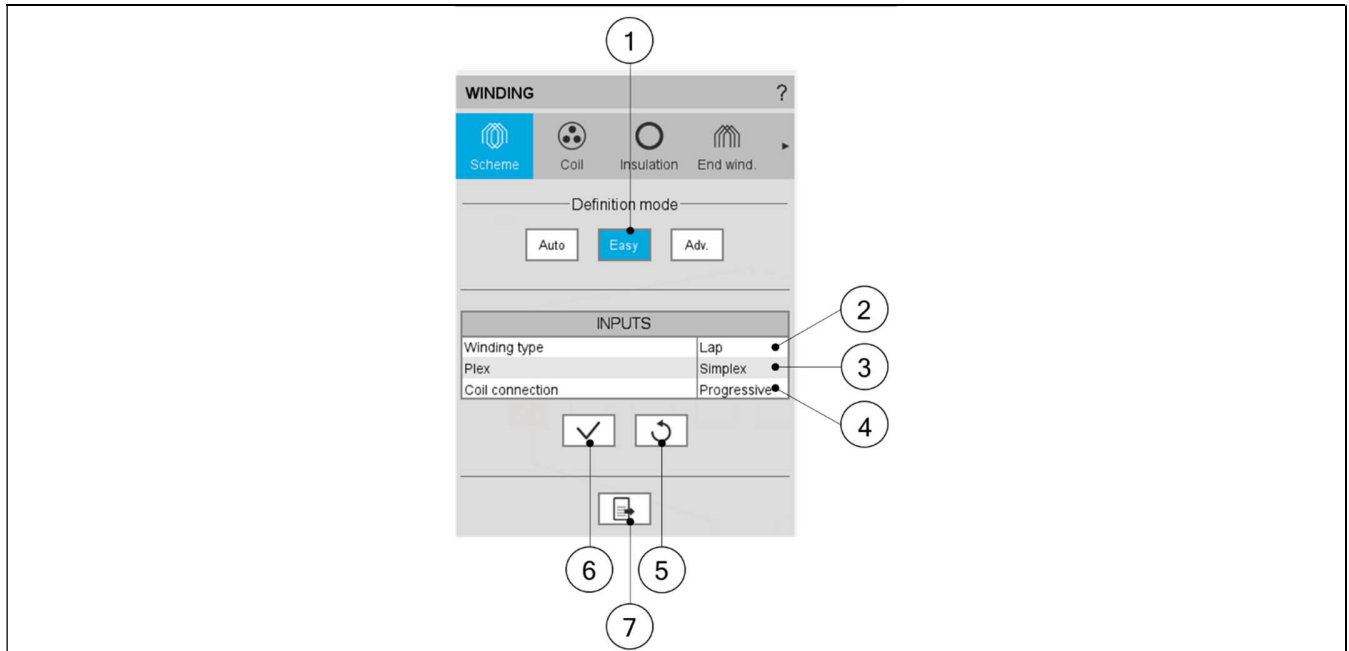 1
WINDING ?
Scheme Coil Insulation End wind.
Definition mode
Auto Easy Adv.
2
INPUTS
Winding type Lap
3
Plex Simplex
Coil connection Progressive
4
6 5
7